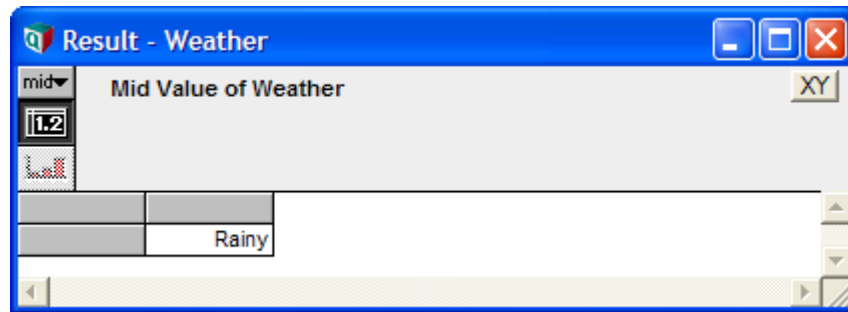 Result - Weather
mid
Mid Value of Weather
XY
1.2
Rainy